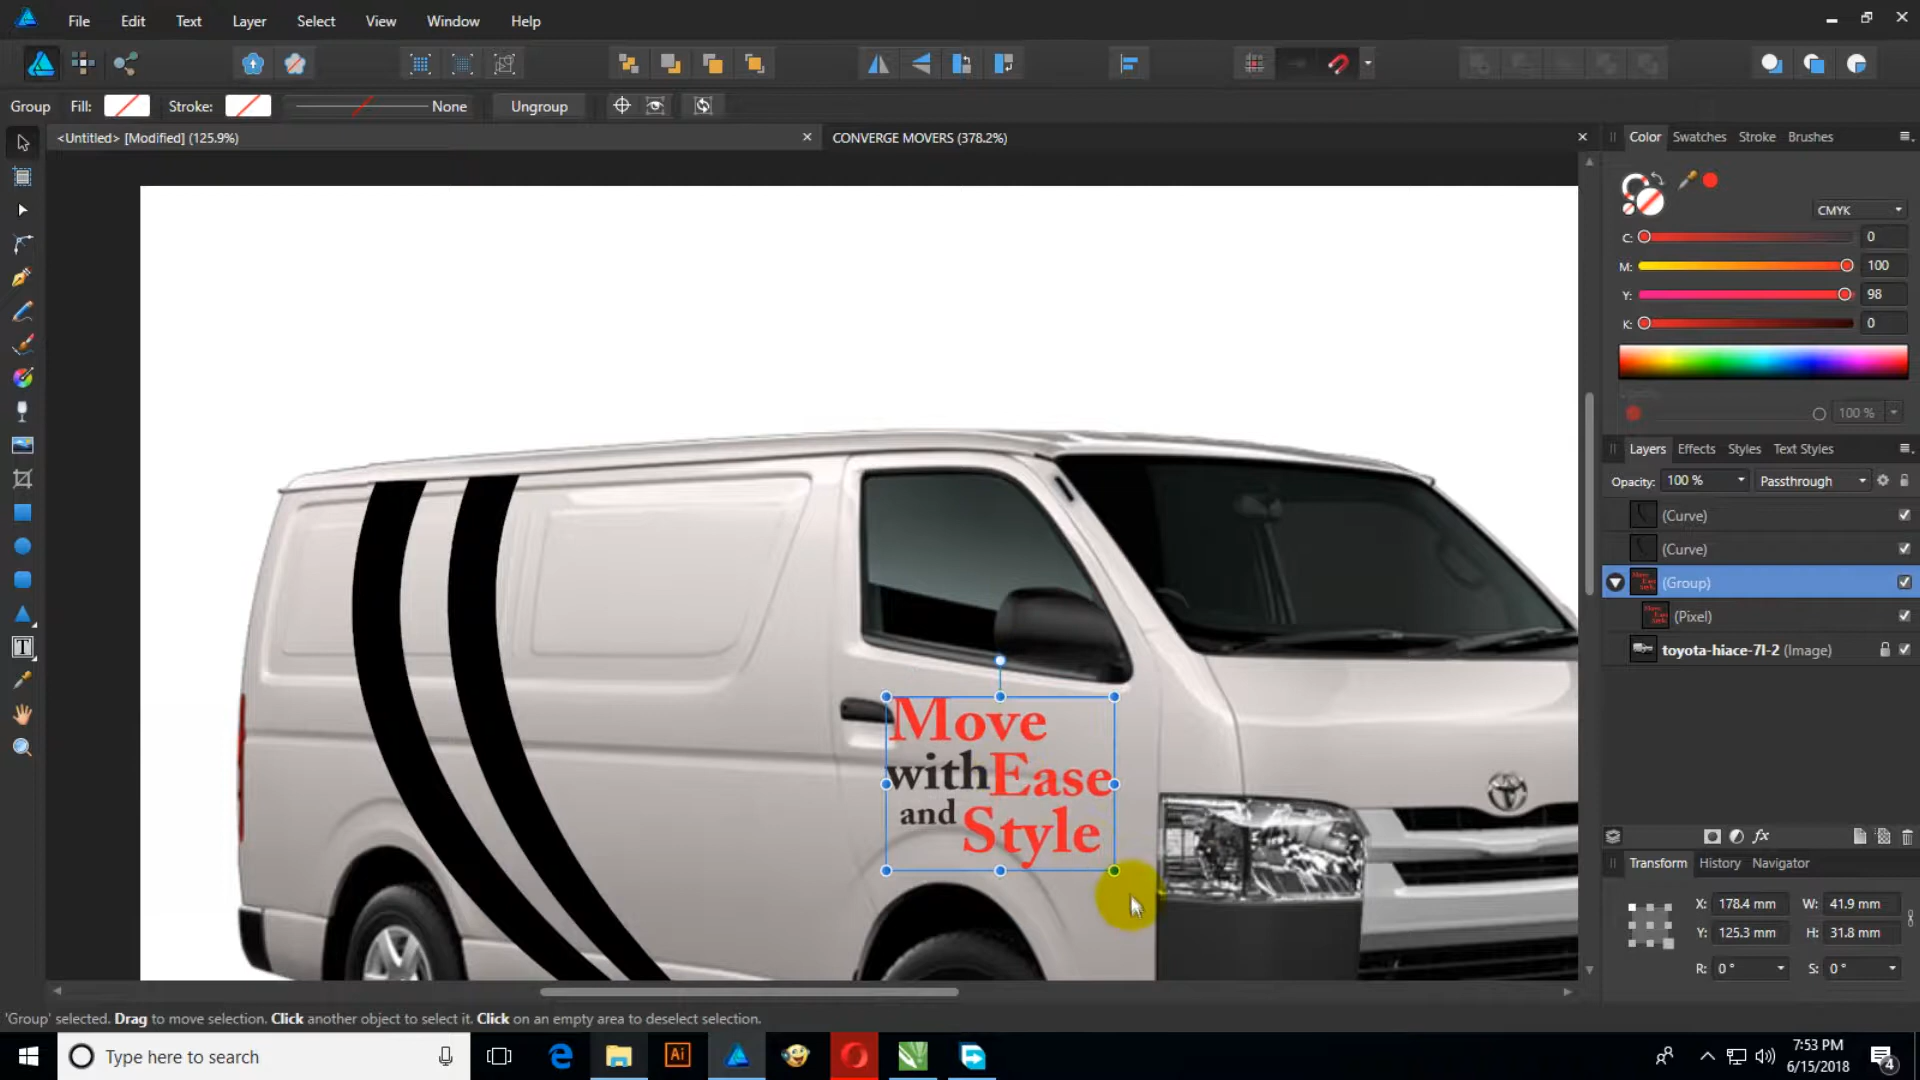 File Edit Text Layer Select View Window Help
Group Fill: Stroke: None Ungroup
<Untitled> [Modified] (125.9%)
CONVERGE MOVERS (378.2%)
Color Swatches Stroke Brushes
CMYK
C: 0
M: 100
Y: 98
K: 0
100 %
Layers Effects Styles Text Styles
Opacity: 100 % Passthrough
(Curve)
(Curve)
(Group)
(Pixel)
toyota-hiace-7l-2 (Image)
Move
with Ease
and Style
Transform History Navigator
X: 178.4 mm W: 41.9 mm
Y: 125.3 mm H: 31.8 mm
R: 0 ° S: 0 °
'Group' selected. Drag to move selection. Click another object to select it. Click on an empty area to deselect selection.
Type here to search
Ai
7:53 PM
6/15/2018
4